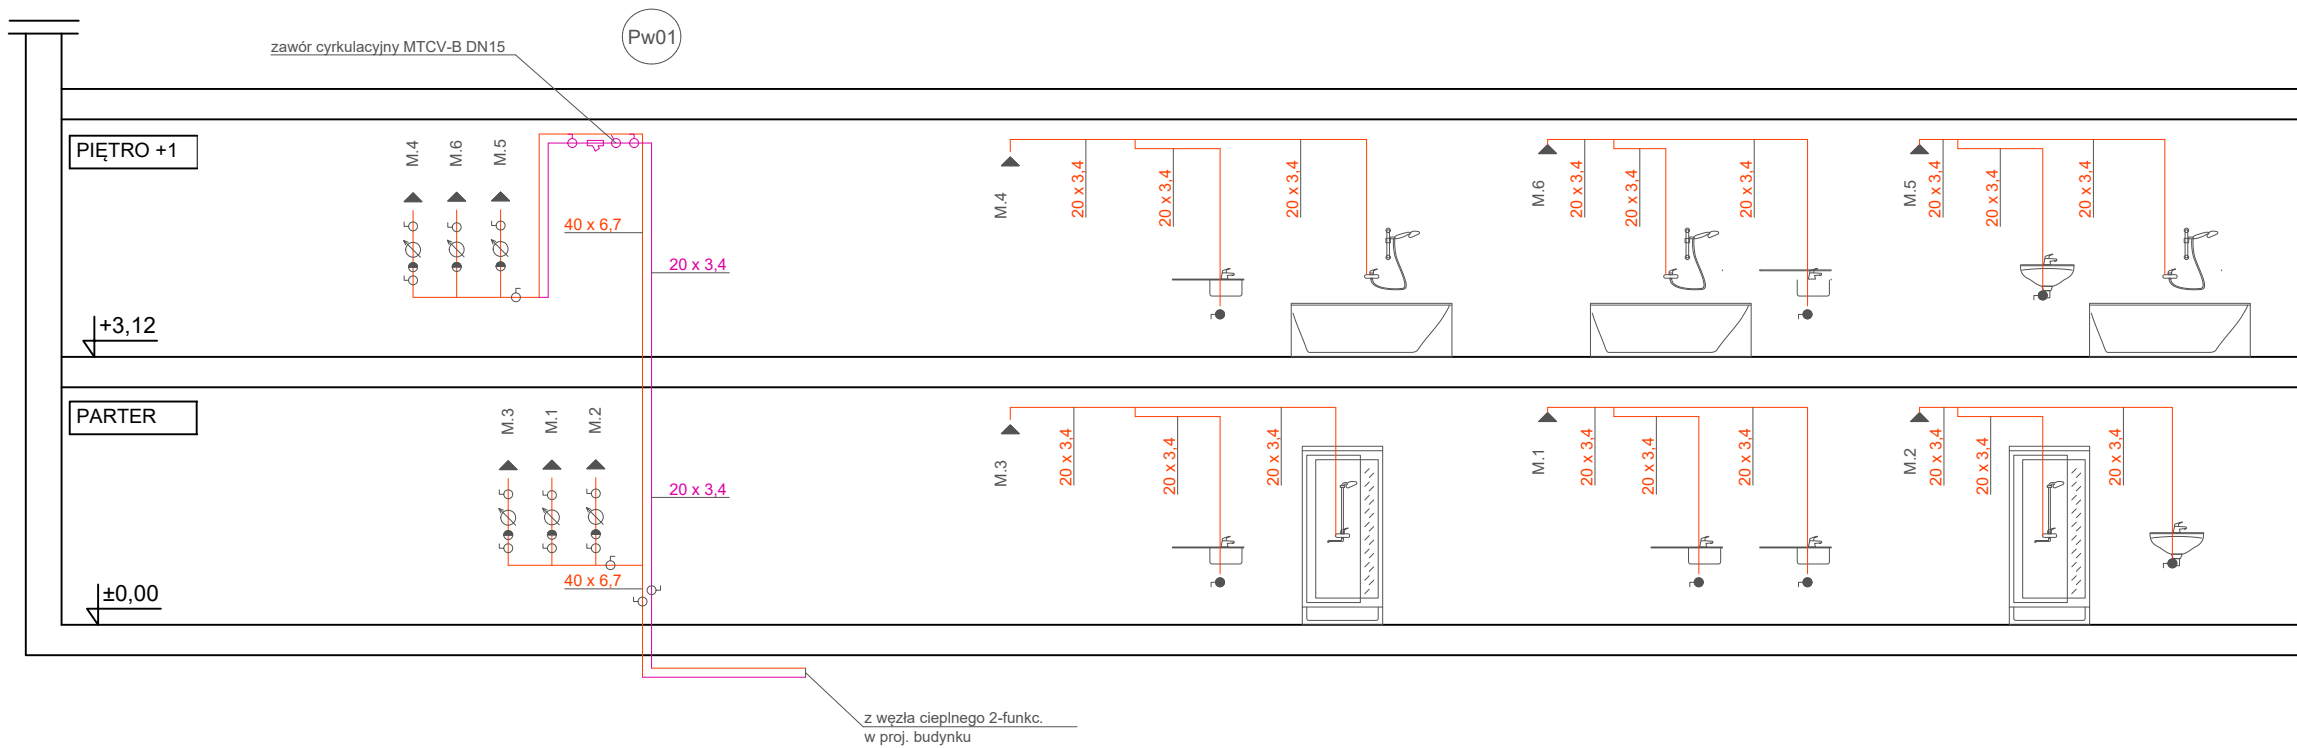 Pw01
zawór cyrkulacyjny MTCV-B DN15
PIĘTRO +1
M.4
M.6
M.5
40 x 6,7
20 x 3,4
+3,12
M.4
20 x 3,4
20 x 3,4
20 x 3,4
M.6
20 x 3,4
20 x 3,4
20 x 3,4
M.5
20 x 3,4
20 x 3,4
20 x 3,4
PARTER
M.3
M.1
M.2
20 x 3,4
40 x 6,7
±0,00
M.3
20 x 3,4
20 x 3,4
20 x 3,4
M.1
20 x 3,4
20 x 3,4
20 x 3,4
M.2
20 x 3,4
20 x 3,4
20 x 3,4
z węzła cieplnego 2-funkc.
w proj. budynku